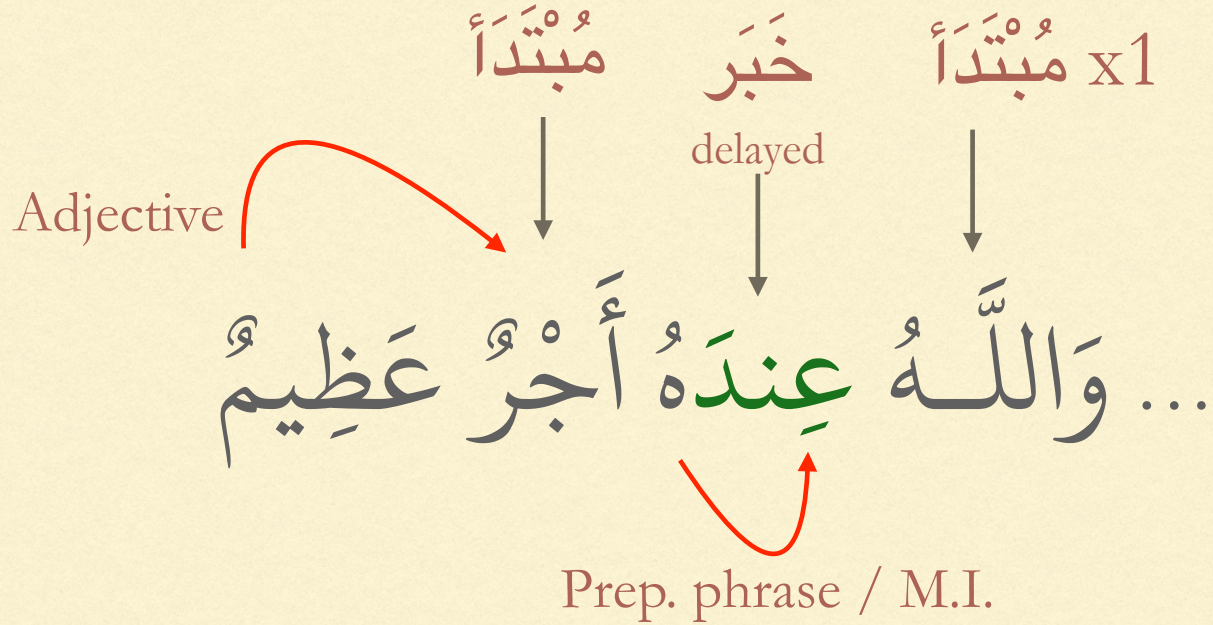 مُبْتَدَأ خَبَر مُبْتَدَأ x1
delayed
Adjective
... وَاللَّـهُ عِندَهُ أَجْرٌ عَظِيمٌ
Prep. phrase / M.I.